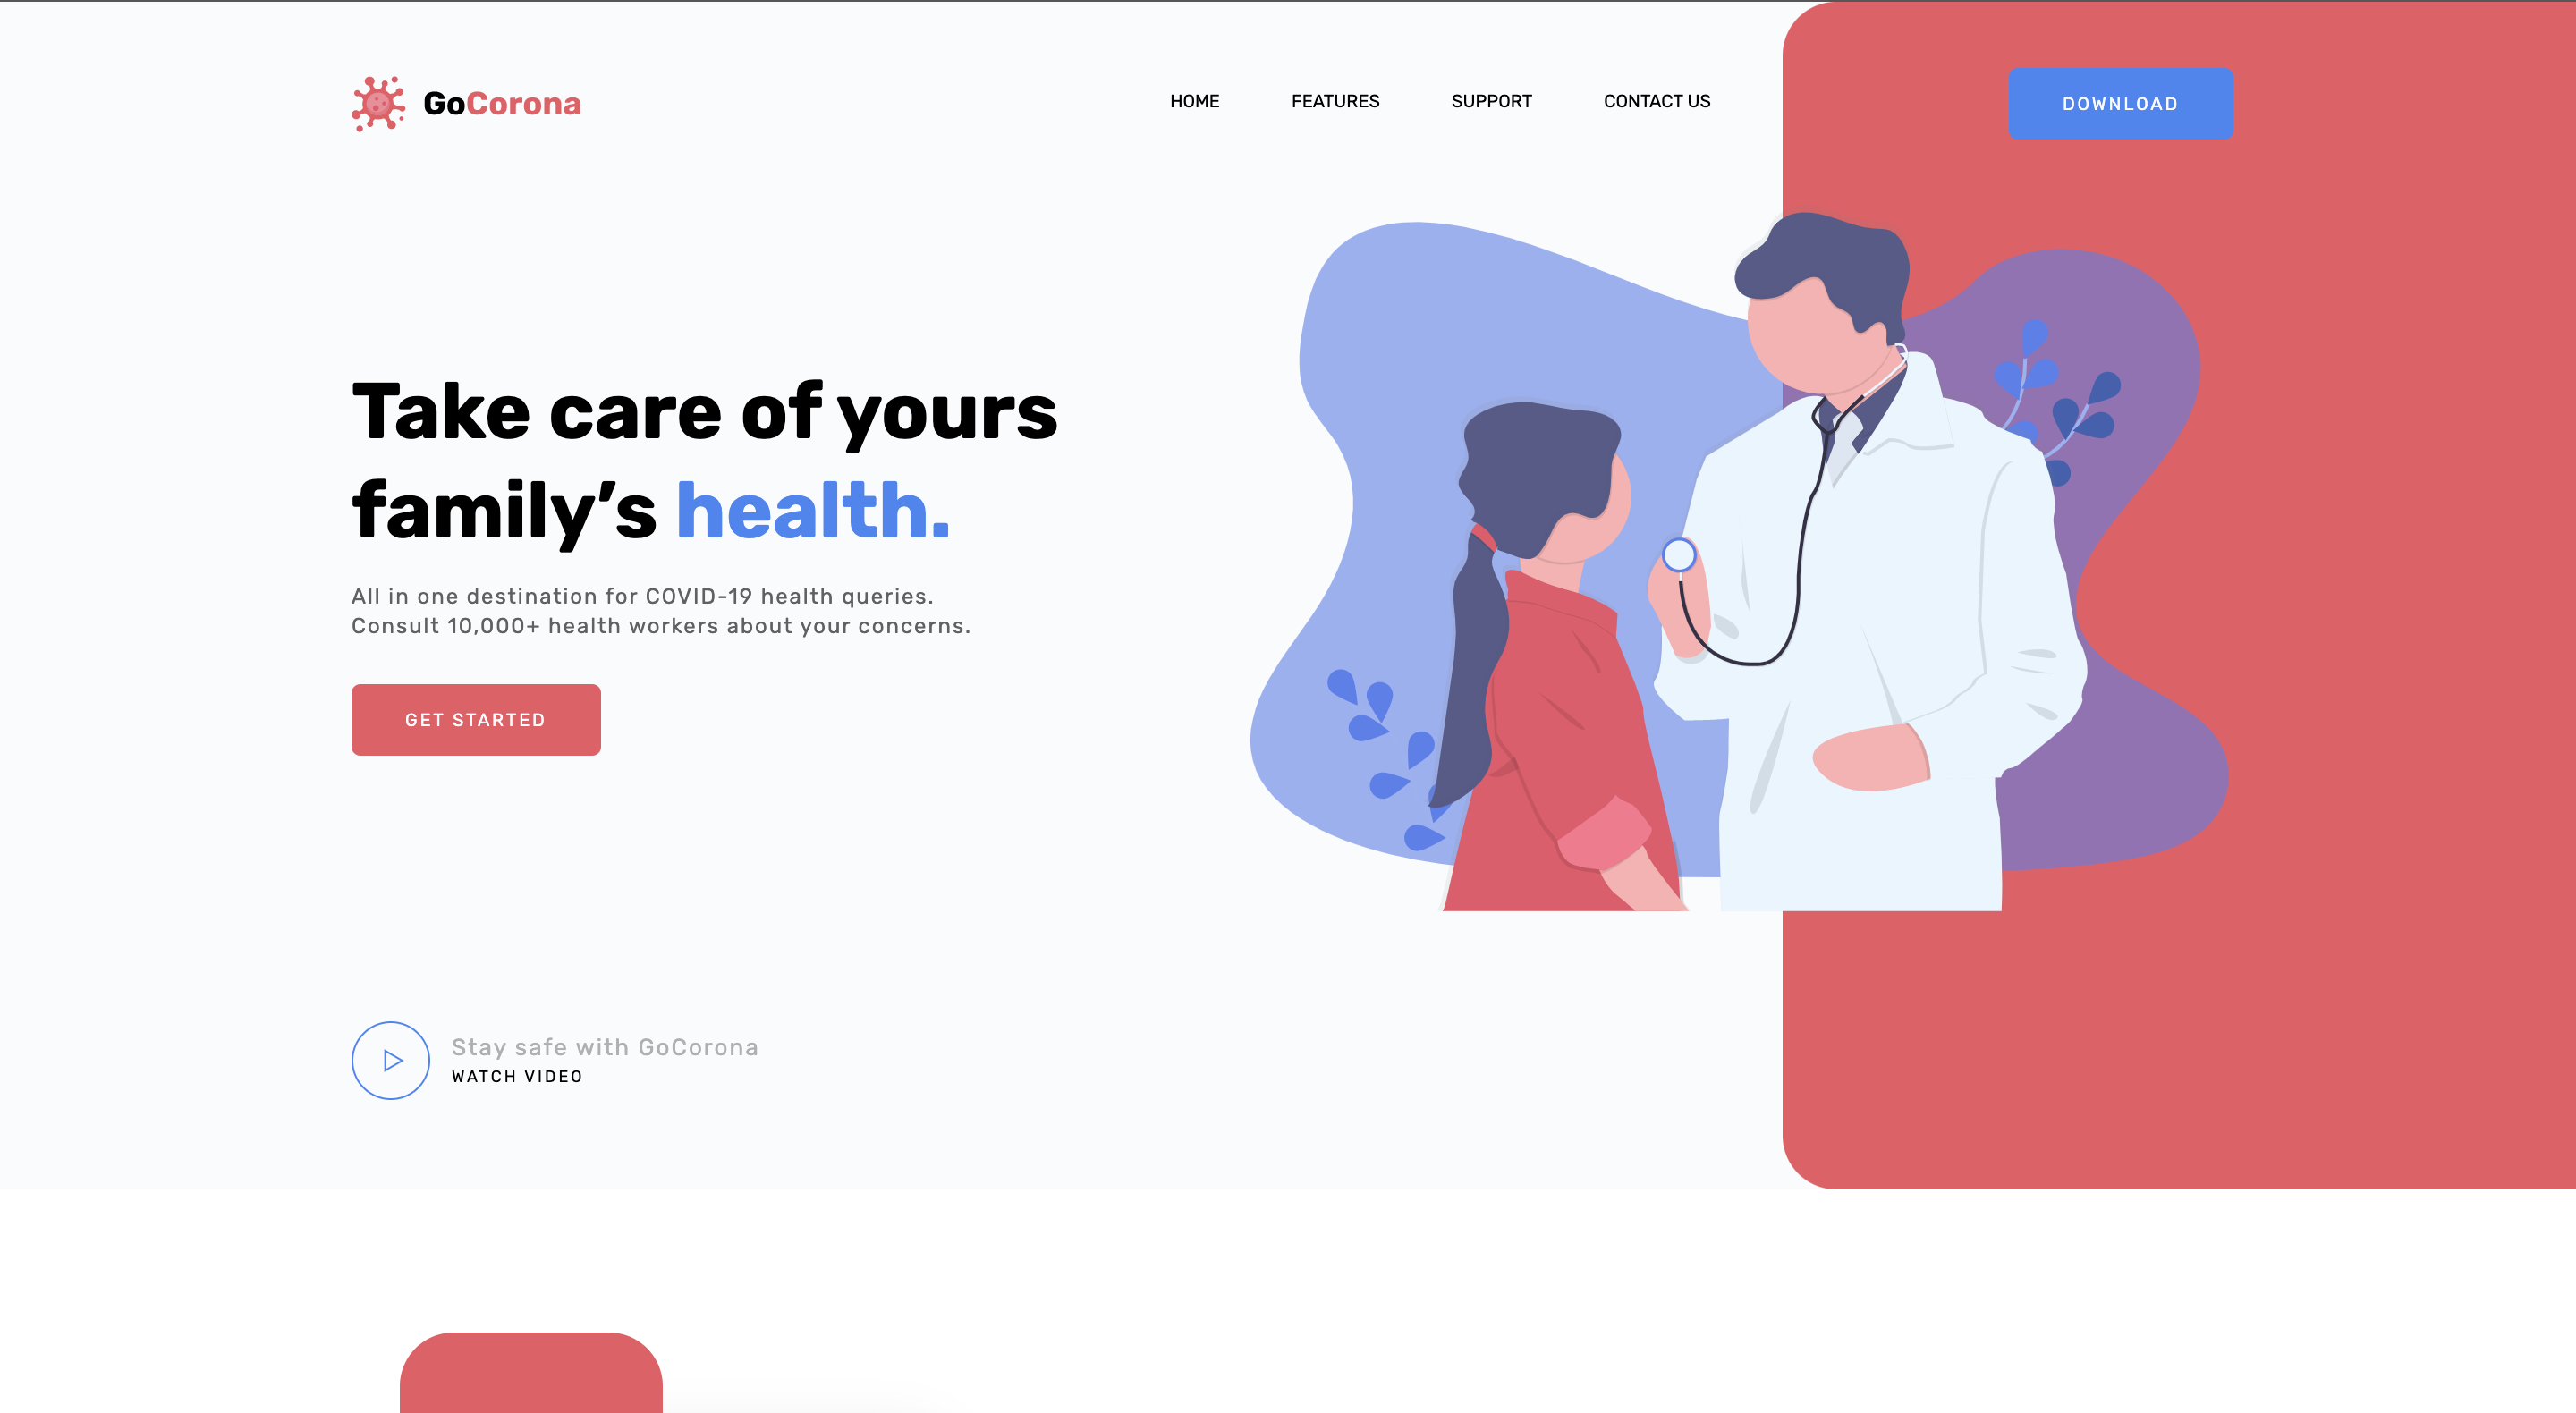 GoCorona
HOME
FEATURES
SUPPORT
CONTACT US
DOWNLOAD
Take care of yours
family’s health.
All in one destination for COVID-19 health queries.
Consult 10,000+ health workers about your concerns.
GET STARTED
Stay safe with GoCorona
WATCH VIDEO